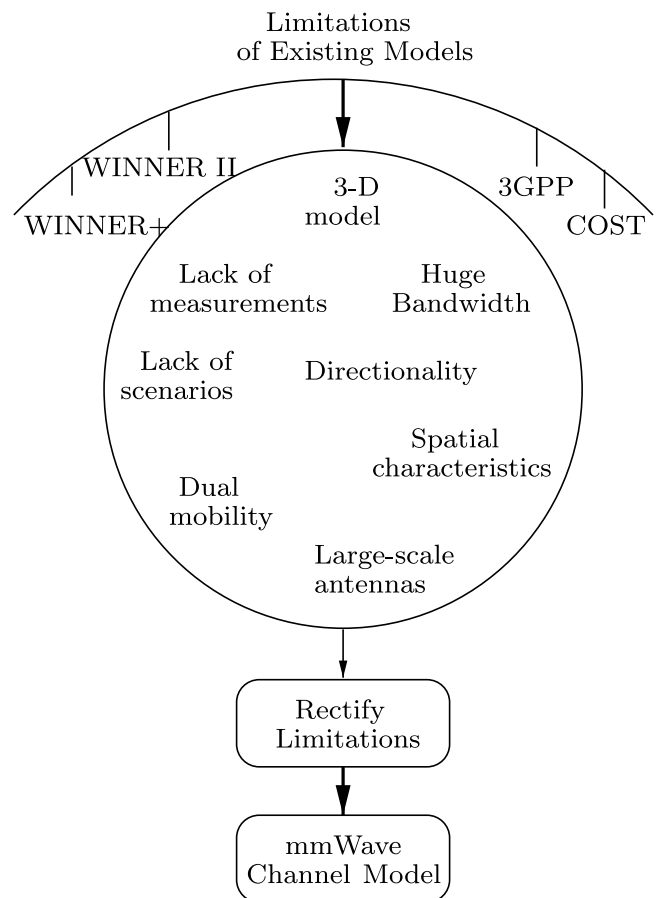 Limitations
of Existing Models
WINNER II
WINNER+
3GPP
COST
3-D
model
Lack of
measurements
Huge
Bandwidth
Lack of
scenarios
Directionality
Spatial
characteristics
Dual
mobility
Large-scale
antennas
Rectify
Limitations
mmWave
Channel Model